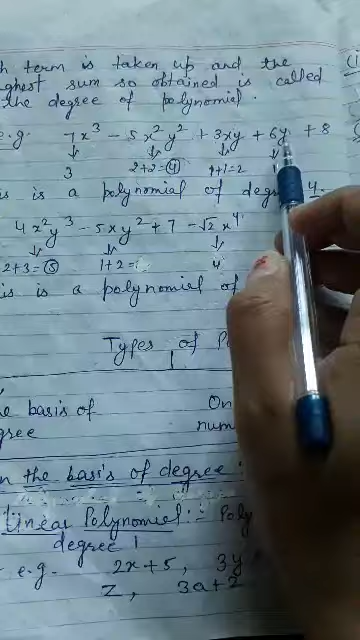 h term is taken up and the
ghest sum so obtained is called
the degree of polynomial.
e.g. 7x³ - 5x²y² + 3xy + 6y + 8
3 2+2=④ 1+1=2
is is a polynomial of degr 4.
4x²y³ - 5xy² + 7 - √2x⁴
2+3=⑤ 1+2= 4
is is a polynomial of
Types of P
e basis of On
gree num
n the basis of degree :
Linear Polynomial :- Poly
degree 1
e.g. 2x+5, 3y
z, 3a+2